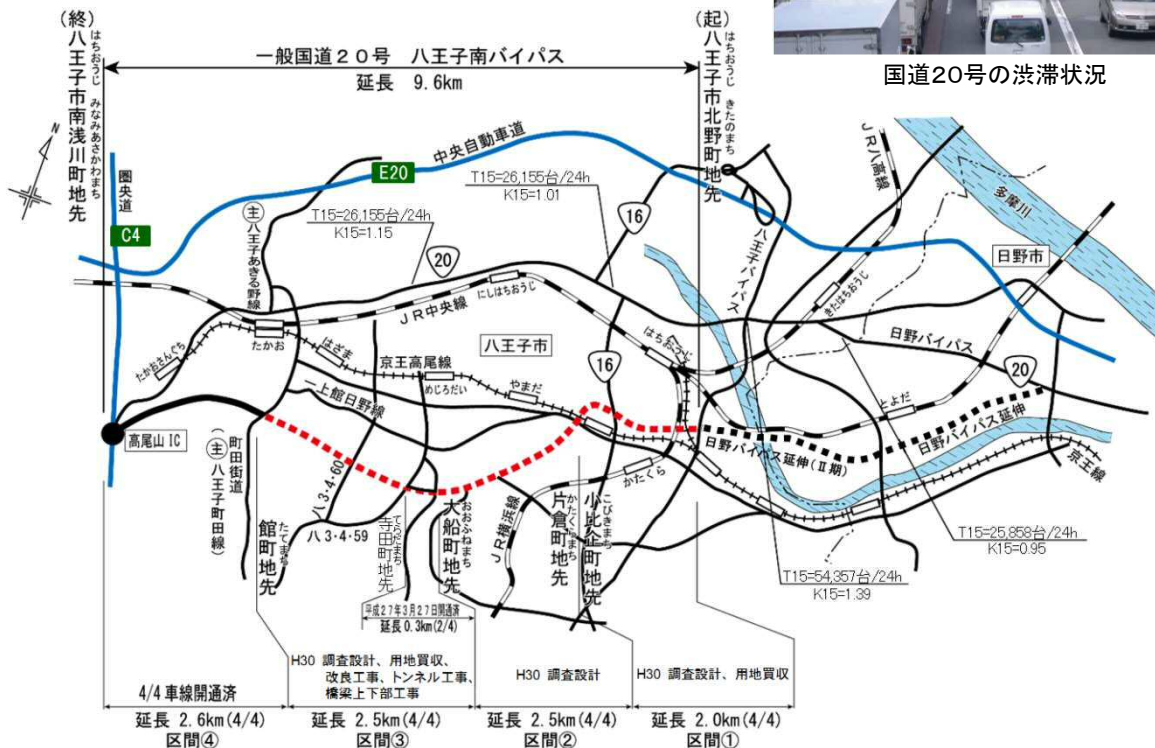 国道20号の渋滞状況
(終)
八王子市南浅川町地先
はちおうじ みなみあさかわまち
一般国道20号 八王子南バイパス
延長 9.6km
(起)
八王子市北野町地先
はちおうじ きたのまち
N
圏央道
C4
E20
中央自動車道
T15=26,155台/24h
K15=1.15
T15=26,155台/24h
K15=1.01
16
20
(主)八王子あきる野線
JR中央線
にしはちおうじ
八王子バイパス
JR八高線
きたはちおうじ
多摩川
日野市
日野バイパス
20
たかおさんぐち
たかお
はざま
京王高尾線
めじろだい
八王子市
やまだ
16
はちおうじ
とよだ
日野バイパス延伸
日野バイパス延伸(Ⅱ期)
京王線
高尾山IC
一上館日野線
町田街道
(主)八王子町田線
八3・4・60
八3・4・59
かたくら
JR横浜線
館町地先
たてまち
寺田町地先
てらだまち
大船町地先
おおふねまち
片倉町地先
かたくらまち
小比企町地先
こびきまち
T15=25,858台/24h
K15=0.95
T15=54,357台/24h
K15=1.39
平成27年3月27日開通済
延長0.3km(2/4)
4/4車線開通済
H30 調査設計、用地買収、
改良工事、トンネル工事、
橋梁上下部工事
H30 調査設計
H30 調査設計、用地買収
延長 2.6km(4/4)
区間④
延長 2.5km(4/4)
区間③
延長 2.5km(4/4)
区間②
延長 2.0km(4/4)
区間①